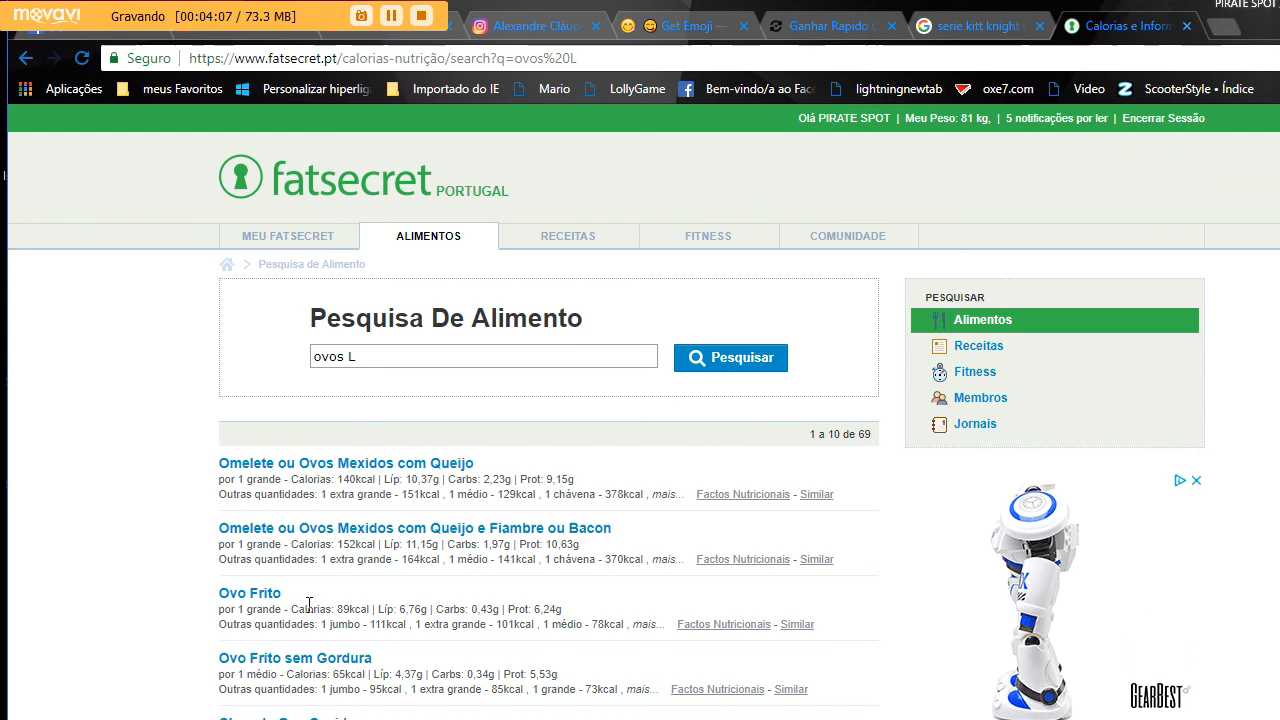 movavi Gravando [00:04:07 / 73.3 MB]
PIRATE SPOT
Alexandre Cláud
Get Emoji —
Ganhar Rapido
serie kitt knight
Calorias e Inform
Seguro | https://www.fatsecret.pt/calorias-nutrição/search?q=ovos%20L
Aplicações meus Favoritos Personalizar hiperlig Importado do IE Mario LollyGame Bem-vindo/a ao Fac lightningnewtab oxe7.com Video ScooterStyle • Índice
Olá PIRATE SPOT | Meu Peso: 81 kg, | 5 notificações por ler | Encerrar Sessão
fatsecret PORTUGAL
MEU FATSECRET ALIMENTOS RECEITAS FITNESS COMUNIDADE
> Pesquisa de Alimento
Pesquisa De Alimento
ovos L Pesquisar
1 a 10 de 69
Omelete ou Ovos Mexidos com Queijo
por 1 grande - Calorias: 140kcal | Líp: 10,37g | Carbs: 2,23g | Prot: 9,15g
Outras quantidades: 1 extra grande - 151kcal , 1 médio - 129kcal , 1 chávena - 378kcal , mais... Factos Nutricionais - Similar
Omelete ou Ovos Mexidos com Queijo e Fiambre ou Bacon
por 1 grande - Calorias: 152kcal | Líp: 11,15g | Carbs: 1,97g | Prot: 10,63g
Outras quantidades: 1 extra grande - 164kcal , 1 médio - 141kcal , 1 chávena - 370kcal , mais... Factos Nutricionais - Similar
Ovo Frito
por 1 grande - Calorias: 89kcal | Líp: 6,76g | Carbs: 0,43g | Prot: 6,24g
Outras quantidades: 1 jumbo - 111kcal , 1 extra grande - 101kcal , 1 médio - 78kcal , mais... Factos Nutricionais - Similar
Ovo Frito sem Gordura
por 1 médio - Calorias: 65kcal | Líp: 4,37g | Carbs: 0,34g | Prot: 5,53g
Outras quantidades: 1 jumbo - 95kcal , 1 extra grande - 85kcal , 1 grande - 73kcal , mais... Factos Nutricionais - Similar
PESQUISAR
Alimentos
Receitas
Fitness
Membros
Jornais
GEARBEST